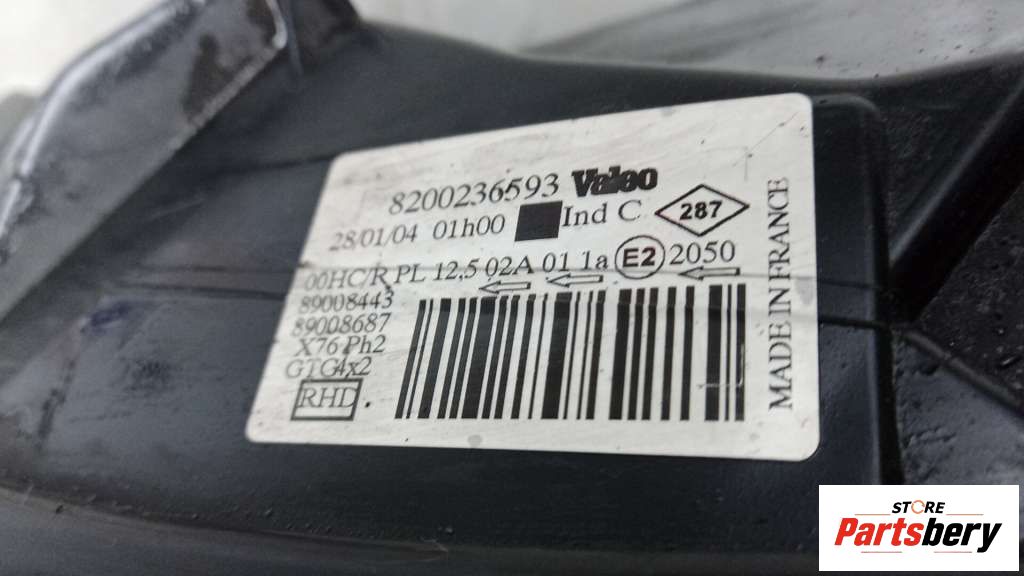 8200236593 Valeo
28/01/04 01h00 Ind C 287
00HC/R PL 12,5 02A 01 1a E2 2050
89008443
89008687
X76 Ph2
GTG4x2
RHD
MADE IN FRANCE
STORE
Partsbery